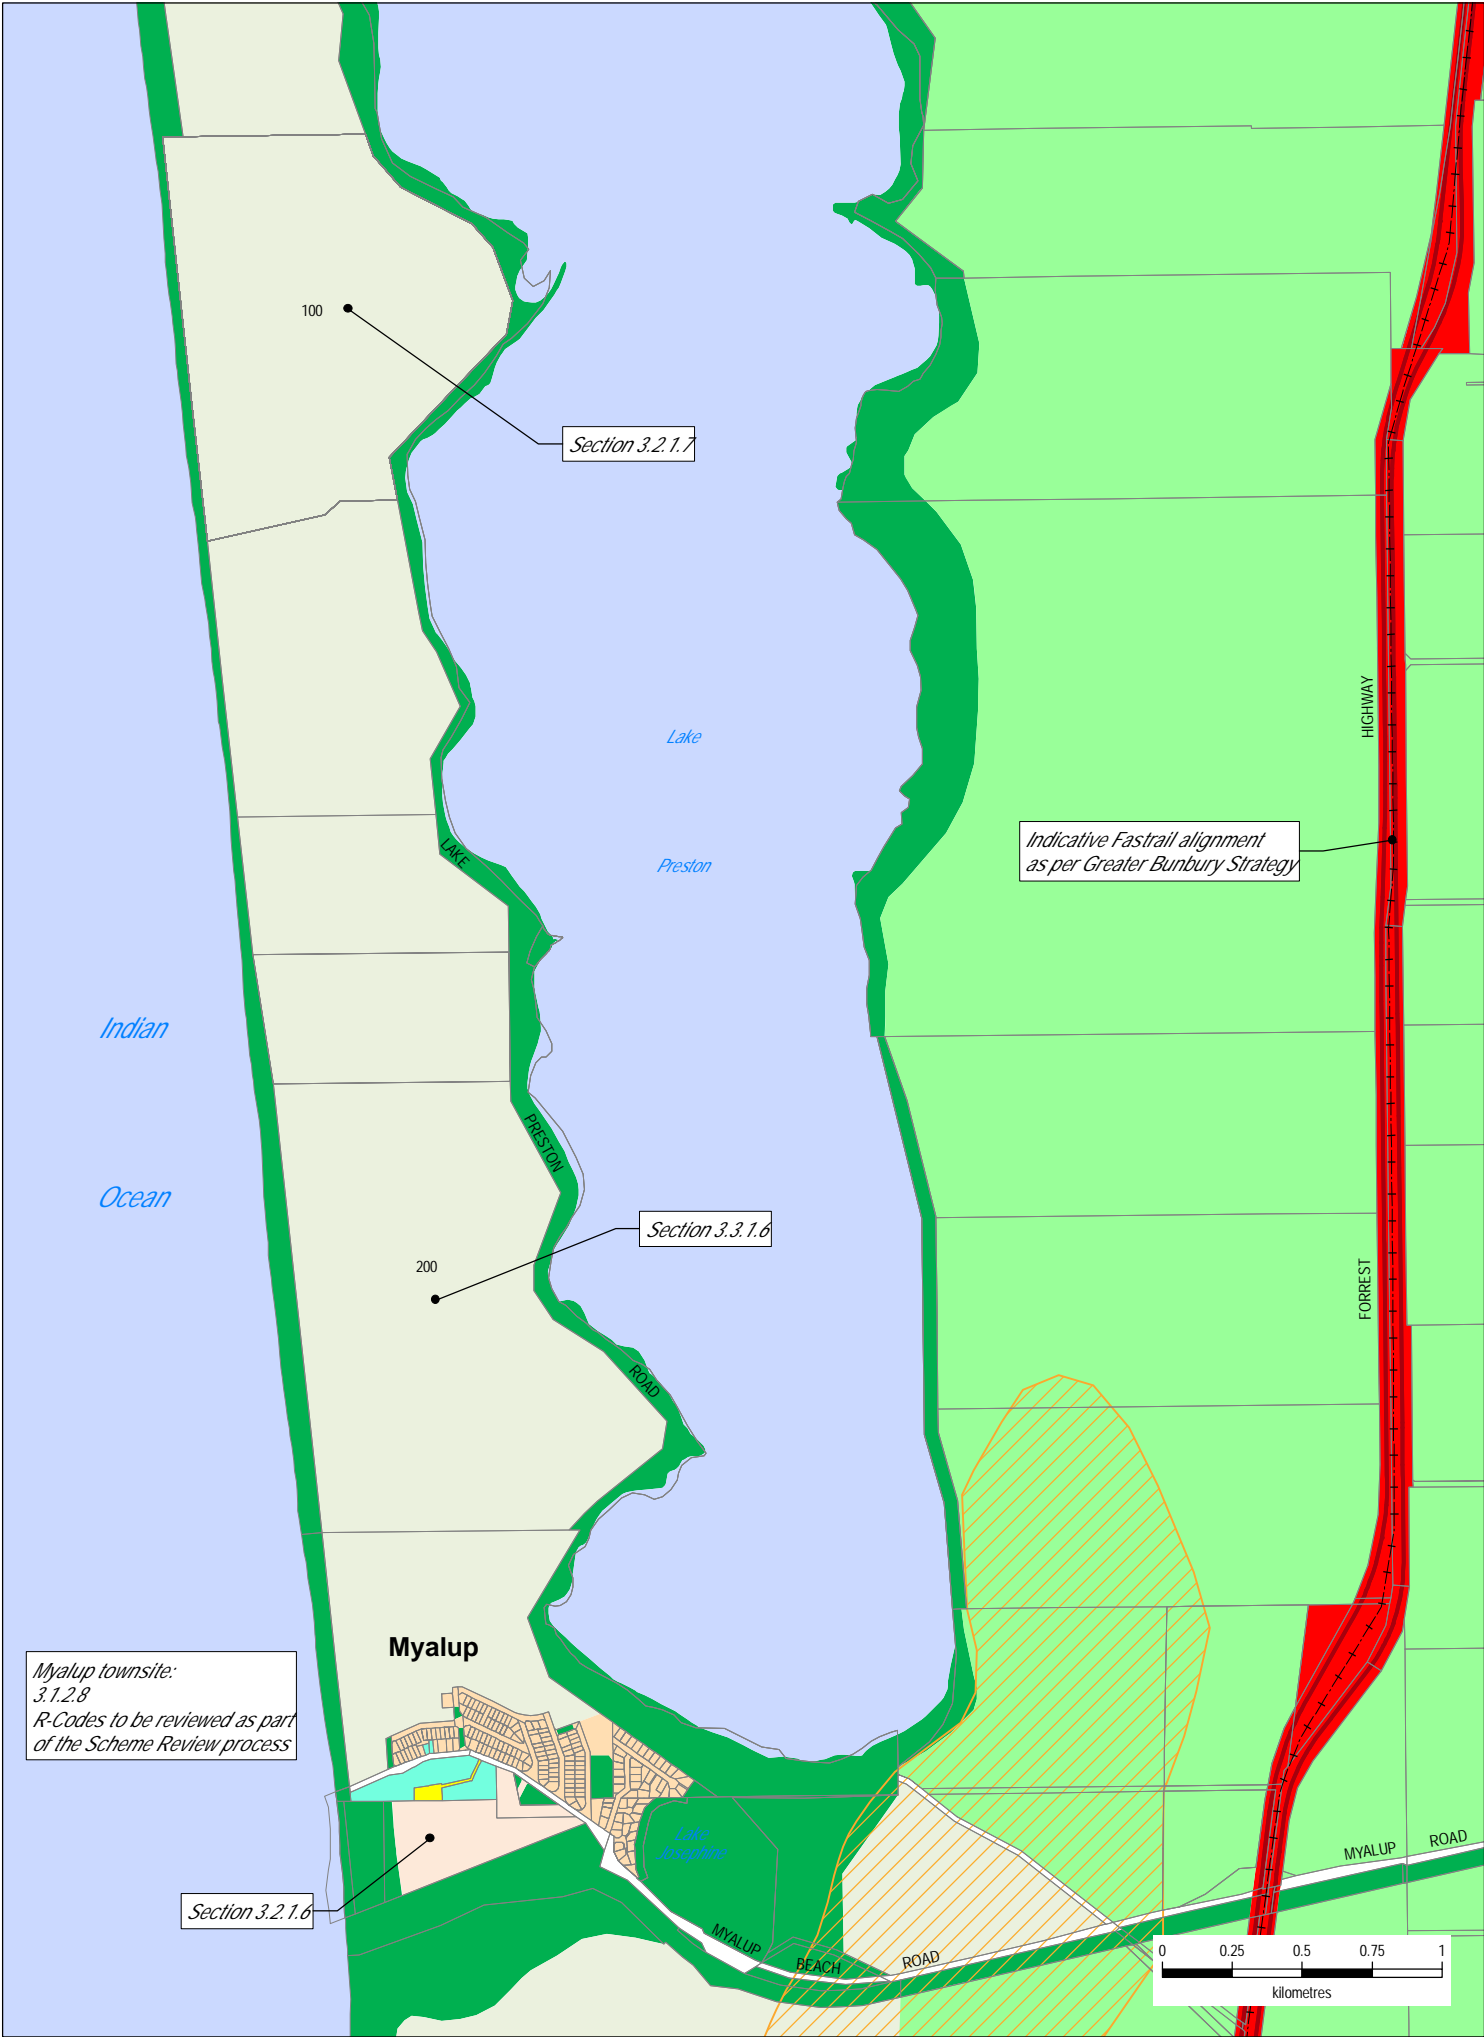 100
Section 3.2.1.7
HIGHWAY
Lake
Indicative Fastrail alignment
as per Greater Bunbury Strategy
LAKE
Preston
Indian
PRESTON
Ocean
Section 3.3.1.6
200
FORREST
ROAD
Myalup
Myalup townsite:
3.1.2.8
R-Codes to be reviewed as part
of the Scheme Review process
Lake
Josephine
MYALUP ROAD
Section 3.2.1.6
MYALUP BEACH ROAD
0 0.25 0.5 0.75 1
kilometres